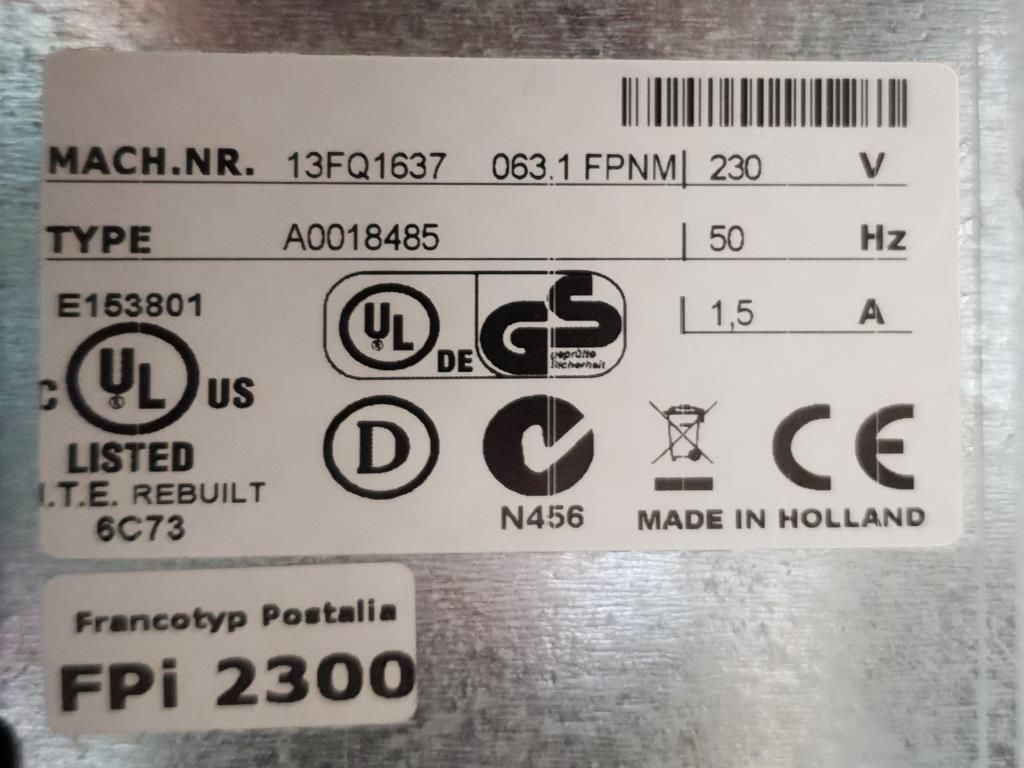 MACH.NR. 13FQ1637 063.1 FPNM 230 V
TYPE A0018485 50 Hz
1,5 A
E153801
C UL US
LISTED
I.T.E. REBUILT
6C73
UL DE GS geprüfte Sicherheit
D
N456
CE
MADE IN HOLLAND
Francotyp Postalia
FPi 2300